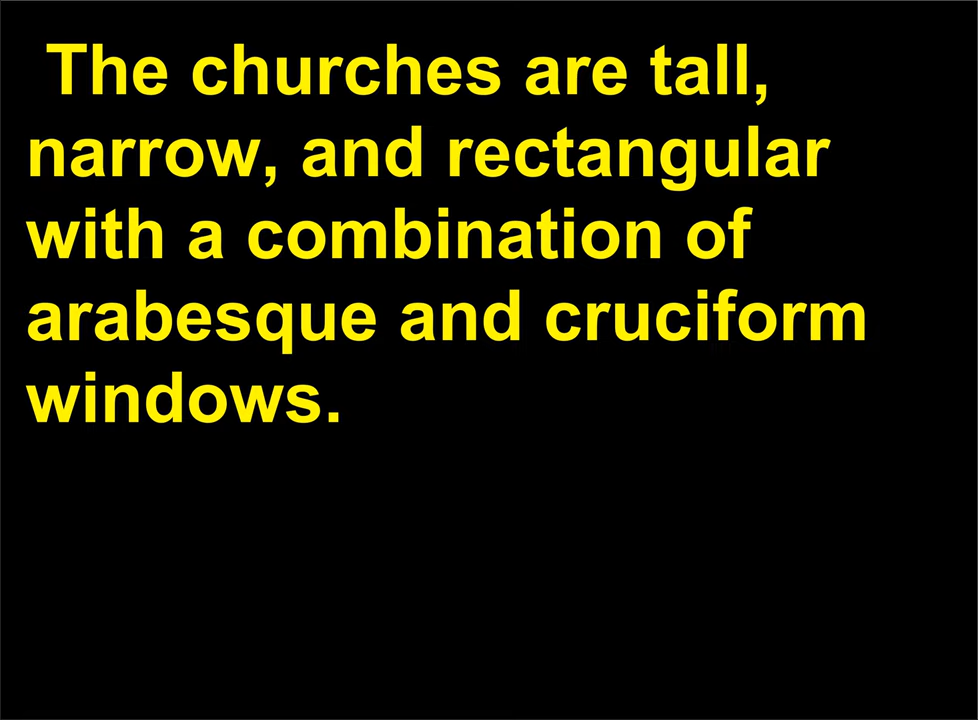 The churches are tall,
narrow, and rectangular
with a combination of
arabesque and cruciform
windows.